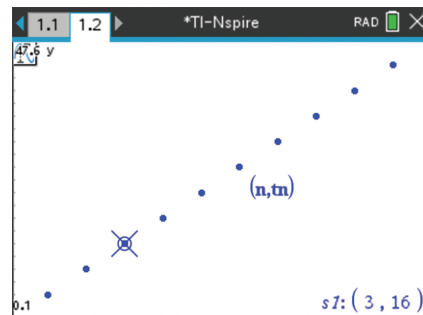 1.1 1.2 *TI-Nspire RAD
47.6 y
(n,tn)
0.1
s1: ( 3 , 16 )